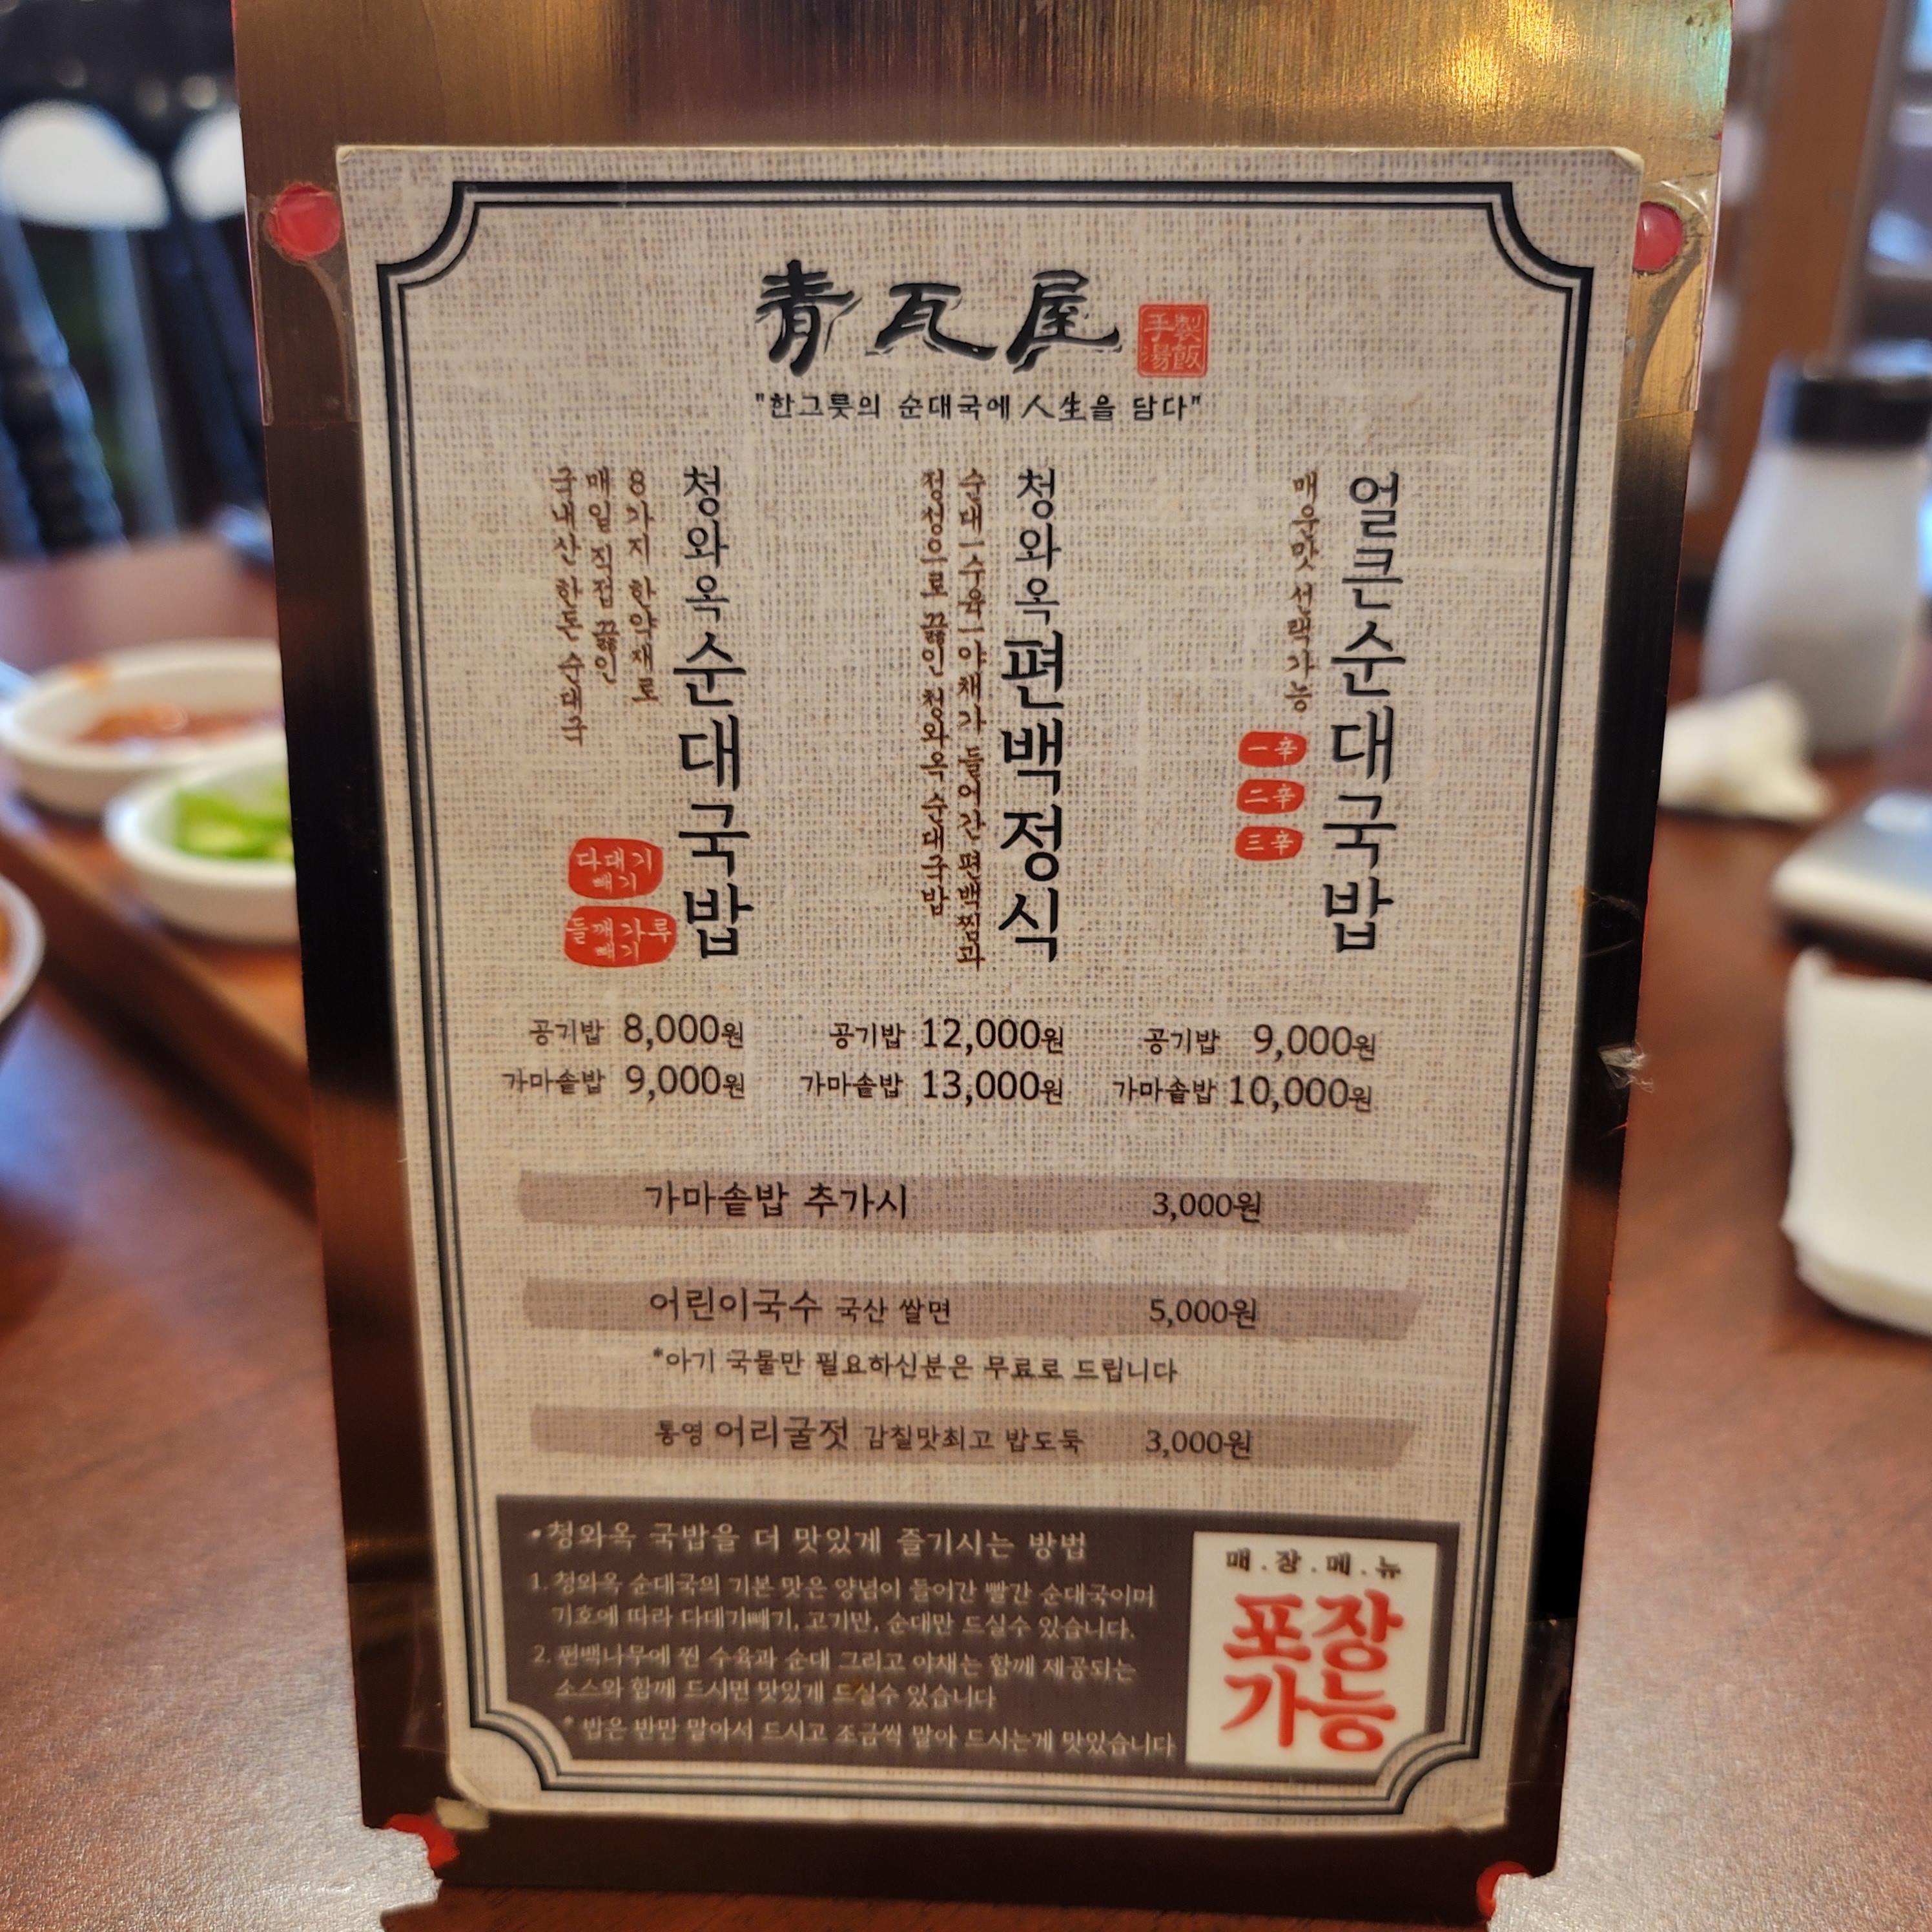 青瓦屋
手製
湯飯
"한그릇의 순대국에 人生을 담다"
청와옥 순대국밥
8가지 한약재로
매일 직접 끓인
국내산 한돈 순대국
다대기
빼기
들깨가루
빼기
공기밥 8,000원
가마솥밥 9,000원
청와옥 편백정식
순대-수육-야채가 들어간 편백찜과
정성으로 끓인 청와옥 순대국밥
공기밥 12,000원
가마솥밥 13,000원
얼큰순대국밥
매운맛 선택가능
一辛
二辛
三辛
공기밥 9,000원
가마솥밥 10,000원
가마솥밥 추가시 3,000원
어린이국수 국산 쌀면 5,000원
*아기 국물만 필요하신분은 무료로 드립니다
통영 어리굴젓 감칠맛최고 밥도둑 3,000원
•청와옥 국밥을 더 맛있게 즐기시는 방법
1. 청와옥 순대국의 기본 맛은 양념이 들어간 빨간 순대국이며
기호에 따라 다데기빼기, 고기만, 순대만 드실수 있습니다.
2. 편백나무에 찐 수육과 순대 그리고 야채는 함께 제공되는
소스와 함께 드시면 맛있게 드실수 있습니다
* 밥은 반만 말아서 드시고 조금씩 말아 드시는게 맛있습니다
매.장.메.뉴
포장
가능